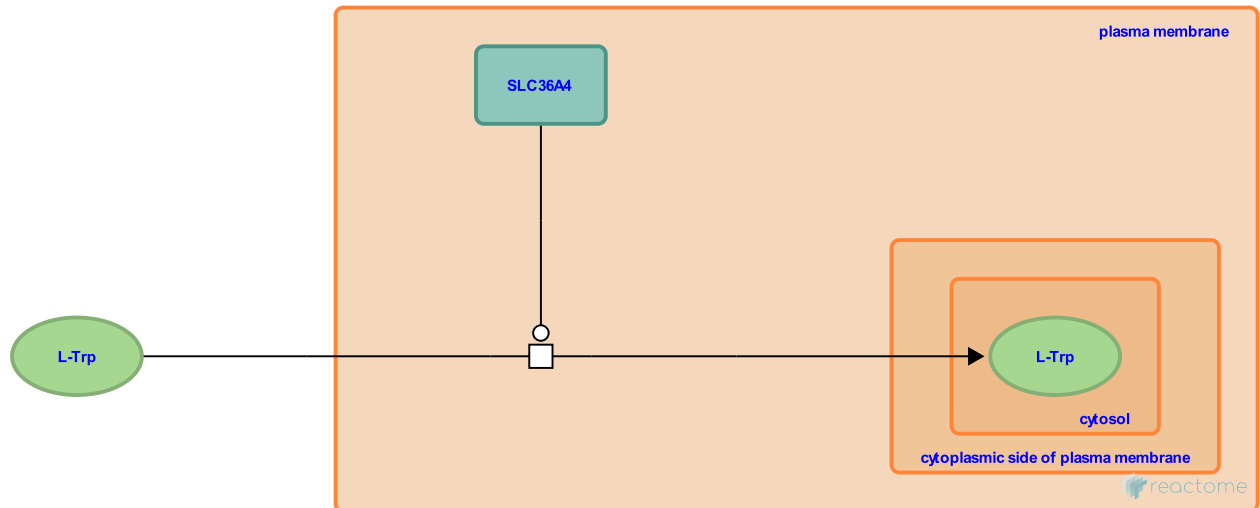 plasma membrane
SLC36A4
L-Trp
L-Trp
cytosol
cytoplasmic side of plasma membrane
reactome